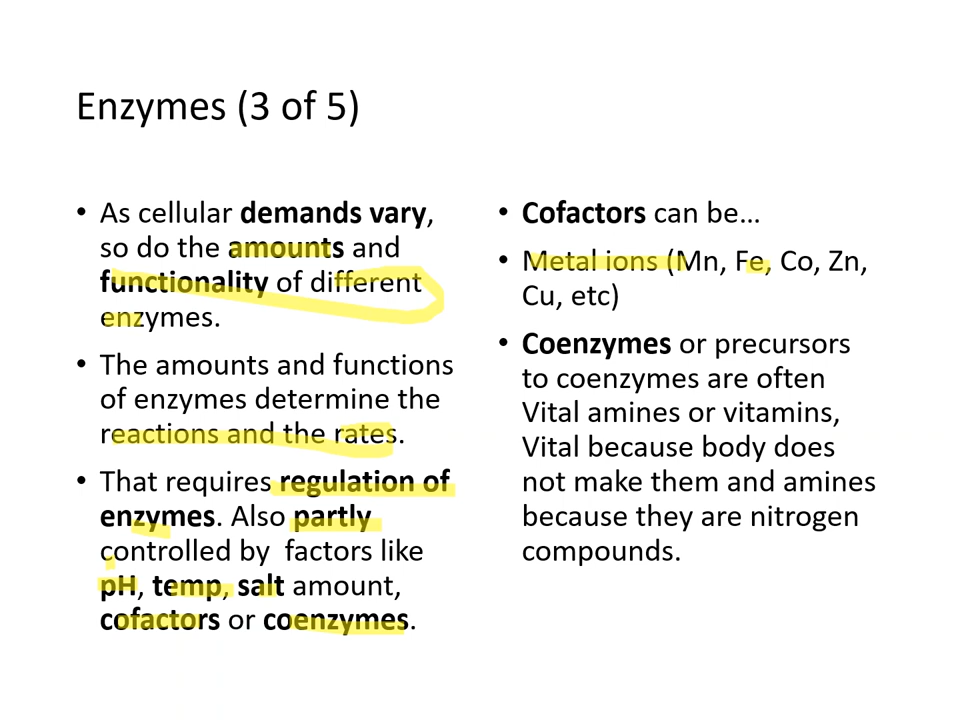 Enzymes (3 of 5)
• As cellular demands vary,
so do the amounts and
functionality of different
enzymes.
• The amounts and functions
of enzymes determine the
reactions and the rates.
• That requires regulation of
enzymes. Also partly
controlled by  factors like
pH, temp, salt amount,
cofactors or coenzymes.
• Cofactors can be…
• Metal ions (Mn, Fe, Co, Zn,
Cu, etc)
• Coenzymes or precursors
to coenzymes are often
Vital amines or vitamins,
Vital because body does
not make them and amines
because they are nitrogen
compounds.